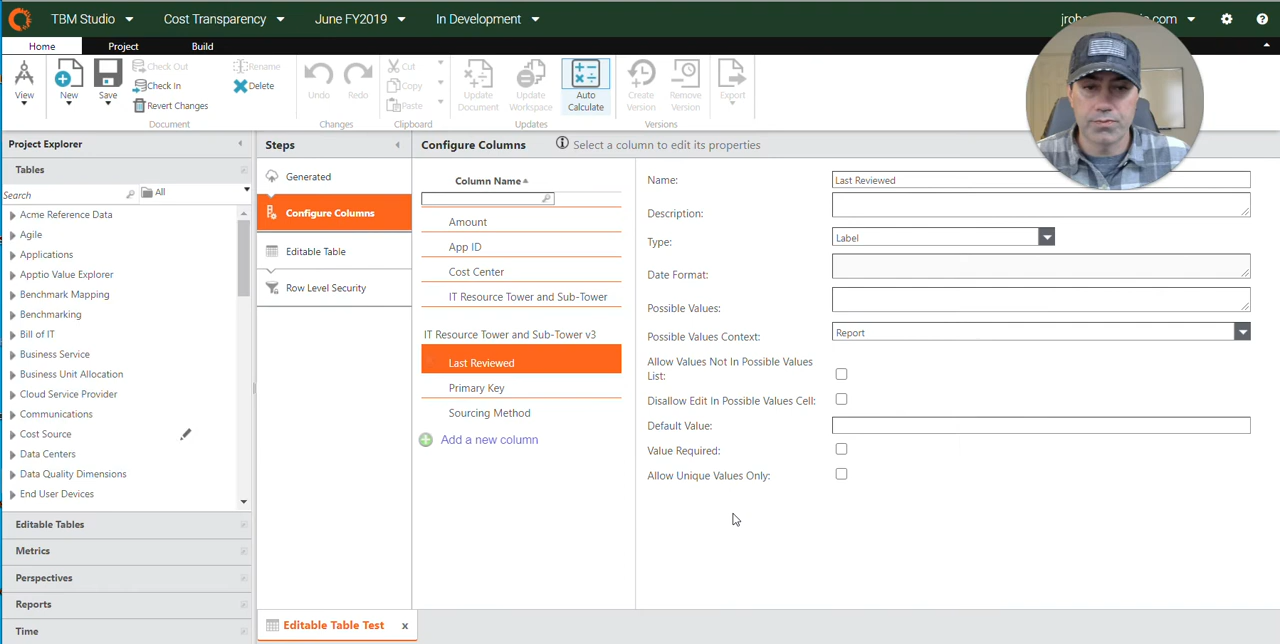 TBM Studio Cost Transparency June FY2019 In Development
Home Project Build
View New Save Check Out Check In Revert Changes Rename Delete Document
Undo Redo Changes
Cut Copy Paste Clipboard
Update Document Update Workspace Auto Calculate Updates
Create Version Remove Version Versions
Export
Project Explorer
Tables
Search All
Acme Reference Data
Agile
Applications
Apptio Value Explorer
Benchmark Mapping
Benchmarking
Bill of IT
Business Service
Business Unit Allocation
Cloud Service Provider
Communications
Cost Source
Data Centers
Data Quality Dimensions
End User Devices
Editable Tables
Metrics
Perspectives
Reports
Time
Steps
Generated
Configure Columns
Editable Table
Row Level Security
Configure Columns Select a column to edit its properties
Column Name
Amount
App ID
Cost Center
IT Resource Tower and Sub-Tower
IT Resource Tower and Sub-Tower v3
Last Reviewed
Primary Key
Sourcing Method
Add a new column
Name: Last Reviewed
Description:
Type: Label
Date Format:
Possible Values:
Possible Values Context: Report
Allow Values Not In Possible Values
List:
Disallow Edit In Possible Values Cell:
Default Value:
Value Required:
Allow Unique Values Only:
Editable Table Test x